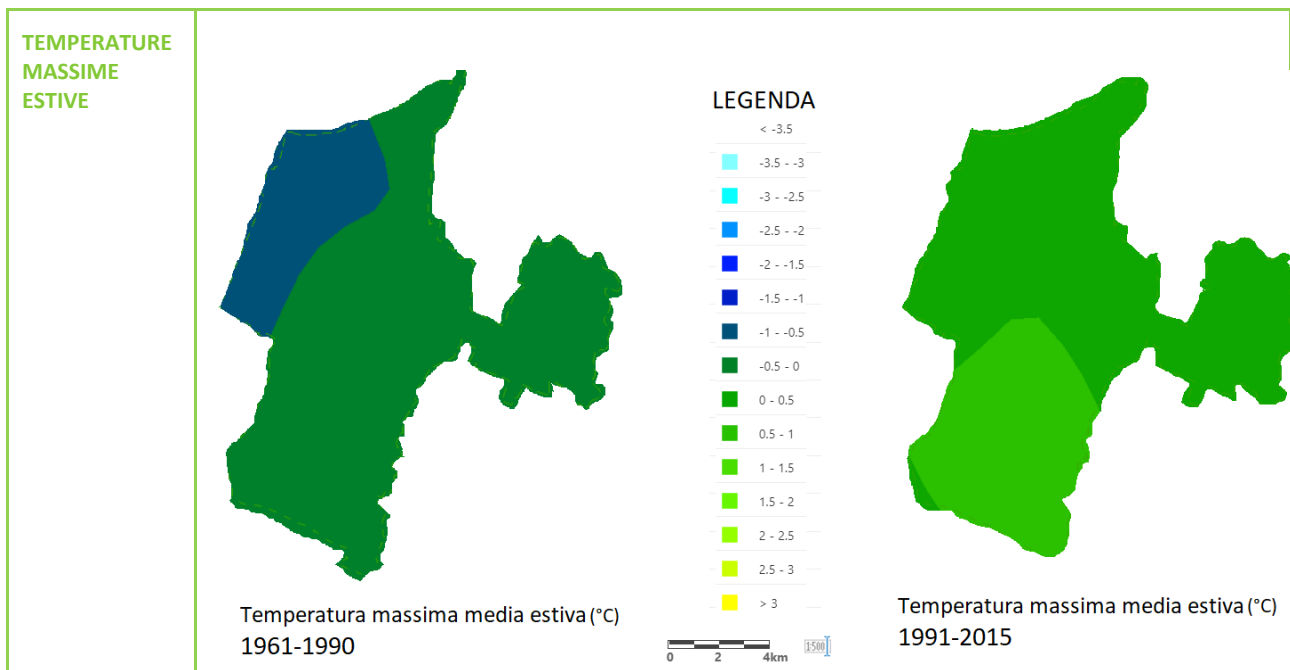 TEMPERATURE
MASSIME
ESTIVE
LEGENDA
< -3.5
-3.5 - -3
-3 - -2.5
-2.5 - -2
-2 - -1.5
-1.5 - -1
-1 - -0.5
-0.5 - 0
0 - 0.5
0.5 - 1
1 - 1.5
1.5 - 2
2 - 2.5
2.5 - 3
> 3
Temperatura massima media estiva (°C)
1961-1990
0 2 4km
1:500
Temperatura massima media estiva (°C)
1991-2015